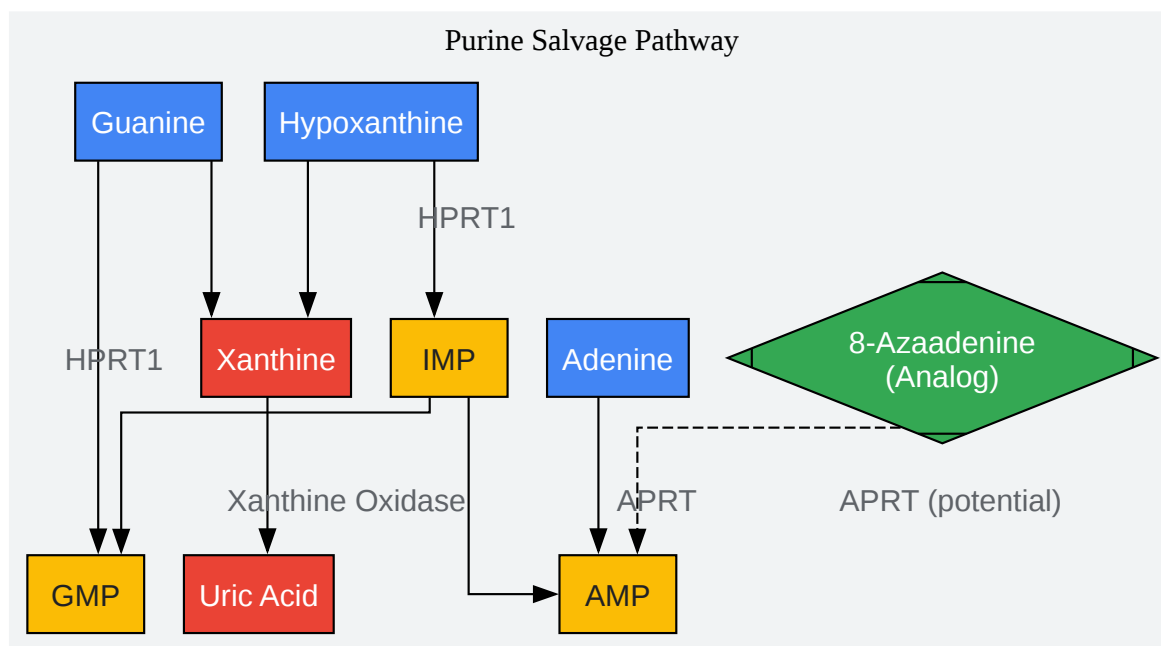 Purine Salvage Pathway
Guanine
Hypoxanthine
HPRT1
HPRT1
Xanthine
IMP
Adenine
8-Azaadenine
(Analog)
Xanthine Oxidase
APRT
APRT (potential)
GMP
Uric Acid
AMP